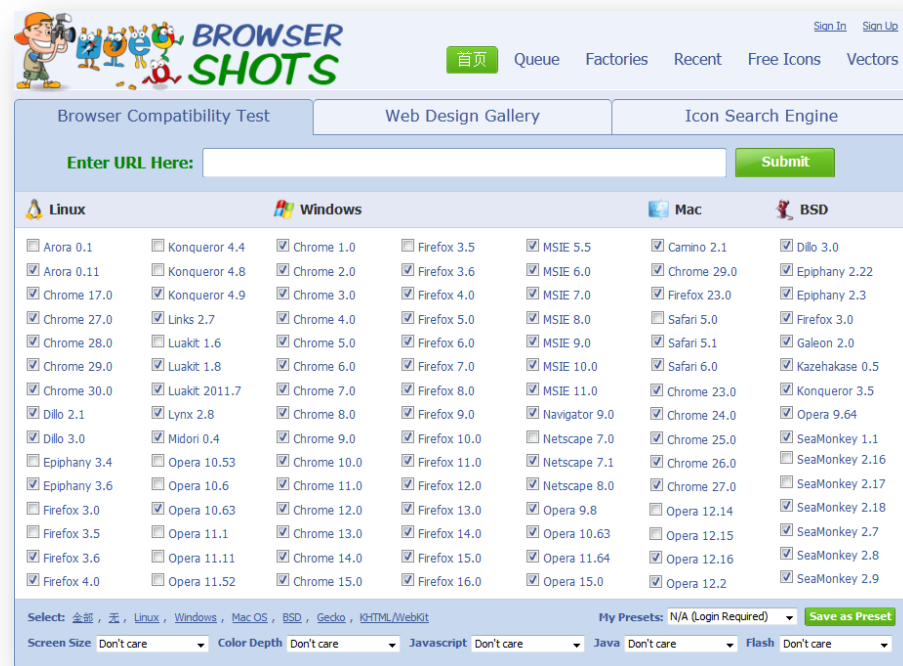 BROWSER
SHOTS
Sign In Sign Up
首页 Queue Factories Recent Free Icons Vectors
Browser Compatibility Test Web Design Gallery Icon Search Engine
Enter URL Here: Submit
Linux Windows Mac BSD
Arora 0.1 Konqueror 4.4 Chrome 1.0 Firefox 3.5 MSIE 5.5 Camino 2.1 Dillo 3.0
Arora 0.11 Konqueror 4.8 Chrome 2.0 Firefox 3.6 MSIE 6.0 Chrome 29.0 Epiphany 2.22
Chrome 17.0 Konqueror 4.9 Chrome 3.0 Firefox 4.0 MSIE 7.0 Firefox 23.0 Epiphany 2.3
Chrome 27.0 Links 2.7 Chrome 4.0 Firefox 5.0 MSIE 8.0 Safari 5.0 Firefox 3.0
Chrome 28.0 Luakit 1.6 Chrome 5.0 Firefox 6.0 MSIE 9.0 Safari 5.1 Galeon 2.0
Chrome 29.0 Luakit 1.8 Chrome 6.0 Firefox 7.0 MSIE 10.0 Safari 6.0 Kazehakase 0.5
Chrome 30.0 Luakit 2011.7 Chrome 7.0 Firefox 8.0 MSIE 11.0 Chrome 23.0 Konqueror 3.5
Dillo 2.1 Lynx 2.8 Chrome 8.0 Firefox 9.0 Navigator 9.0 Chrome 24.0 Opera 9.64
Dillo 3.0 Midori 0.4 Chrome 9.0 Firefox 10.0 Netscape 7.0 Chrome 25.0 SeaMonkey 1.1
Epiphany 3.4 Opera 10.53 Chrome 10.0 Firefox 11.0 Netscape 7.1 Chrome 26.0 SeaMonkey 2.16
Epiphany 3.6 Opera 10.6 Chrome 11.0 Firefox 12.0 Netscape 8.0 Chrome 27.0 SeaMonkey 2.17
Firefox 3.0 Opera 10.63 Chrome 12.0 Firefox 13.0 Opera 9.8 Opera 12.14 SeaMonkey 2.18
Firefox 3.5 Opera 11.1 Chrome 13.0 Firefox 14.0 Opera 10.63 Opera 12.15 SeaMonkey 2.7
Firefox 3.6 Opera 11.11 Chrome 14.0 Firefox 15.0 Opera 11.64 Opera 12.16 SeaMonkey 2.8
Firefox 4.0 Opera 11.52 Chrome 15.0 Firefox 16.0 Opera 15.0 Opera 12.2 SeaMonkey 2.9
Select: 全部 , 无 , Linux , Windows , Mac OS , BSD , Gecko , KHTML/WebKit My Presets: N/A (Login Required) Save as Preset
Screen Size Don't care Color Depth Don't care Javascript Don't care Java Don't care Flash Don't care